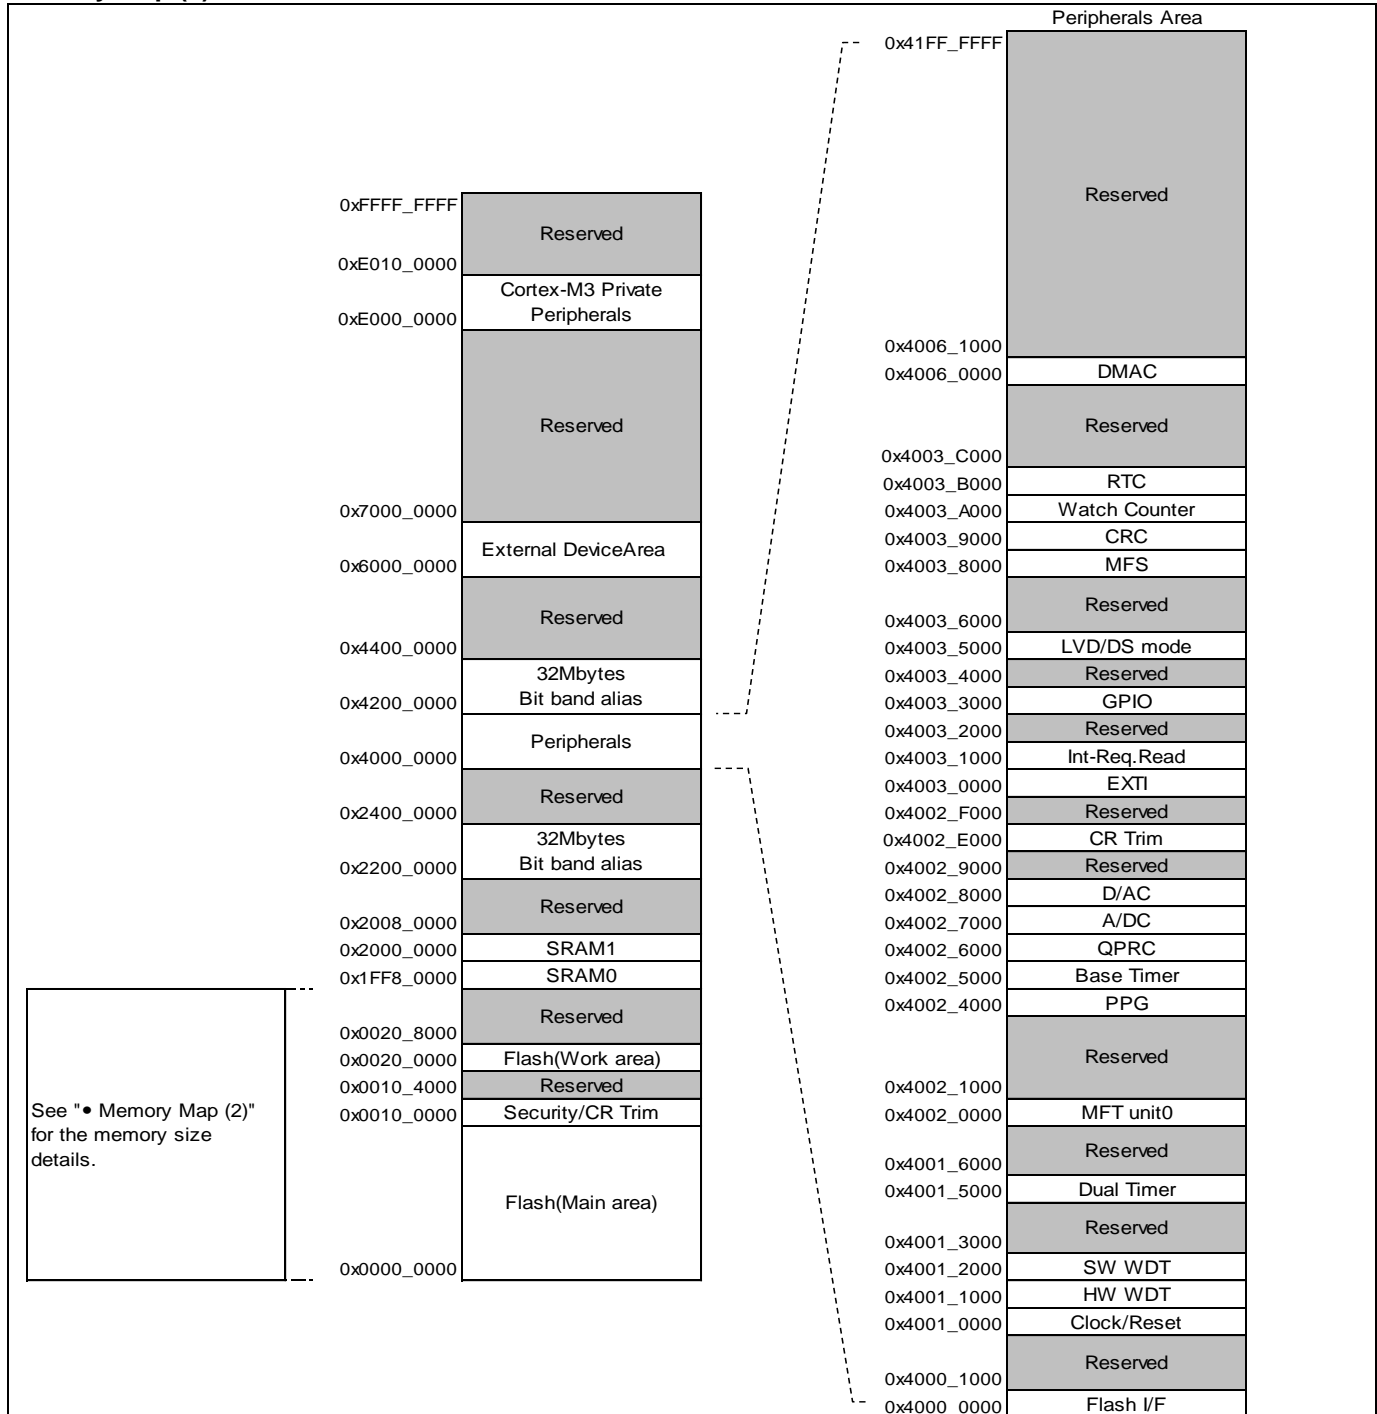 Peripherals Area
0x41FF_FFFF
Reserved
0x4006_1000
0x4006_0000 DMAC
Reserved
0x4003_C000
0x4003_B000 RTC
0x4003_A000 Watch Counter
0x4003_9000 CRC
0x4003_8000 MFS
Reserved
0x4003_6000
0x4003_5000 LVD/DS mode
0x4003_4000 Reserved
0x4003_3000 GPIO
0x4003_2000 Reserved
0x4003_1000 Int-Req.Read
0x4003_0000 EXTI
0x4002_F000 Reserved
0x4002_E000 CR Trim
0x4002_9000 Reserved
0x4002_8000 D/AC
0x4002_7000 A/DC
0x4002_6000 QPRC
0x4002_5000 Base Timer
0x4002_4000 PPG
Reserved
0x4002_1000
0x4002_0000 MFT unit0
Reserved
0x4001_6000
0x4001_5000 Dual Timer
Reserved
0x4001_3000
0x4001_2000 SW WDT
0x4001_1000 HW WDT
0x4001_0000 Clock/Reset
Reserved
0x4000_1000
0x4000_0000 Flash I/F
0xFFFF_FFFF
Reserved
0xE010_0000
Cortex-M3 Private
0xE000_0000 Peripherals
Reserved
0x7000_0000
External DeviceArea
0x6000_0000
Reserved
0x4400_0000
32Mbytes
0x4200_0000 Bit band alias
Peripherals
0x4000_0000
Reserved
0x2400_0000
32Mbytes
0x2200_0000 Bit band alias
Reserved
0x2008_0000
0x2000_0000 SRAM1
0x1FF8_0000 SRAM0
Reserved
0x0020_8000
0x0020_0000 Flash(Work area)
0x0010_4000 Reserved
0x0010_0000 Security/CR Trim
Flash(Main area)
0x0000_0000
See "• Memory Map (2)"
for the memory size
details.